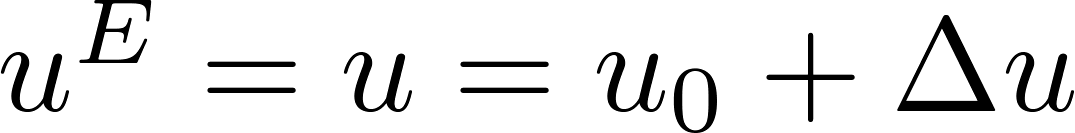 u^E = u = u_0 + Δu